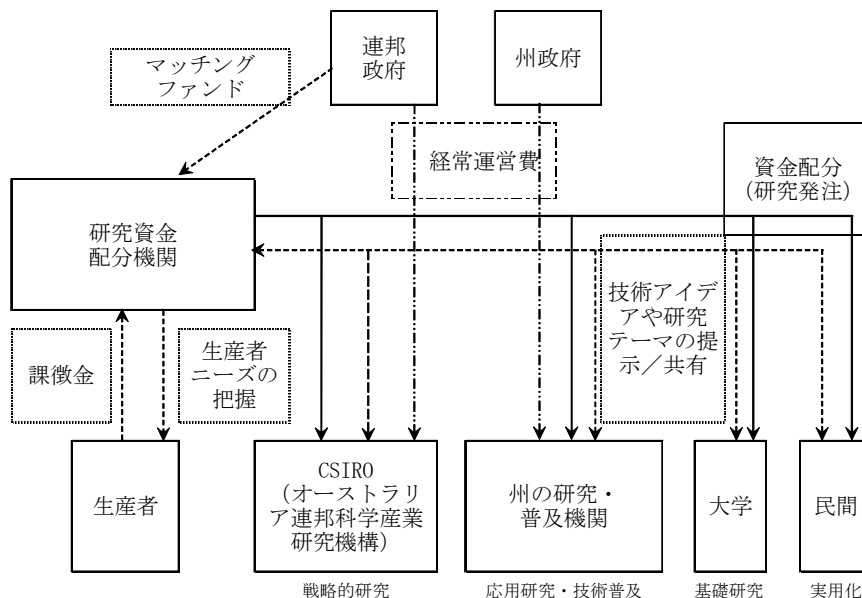 マッチング
ファンド
連邦
政府
州政府
経常運営費
資金配分
(研究発注)
研究資金
配分機関
技術アイデ
アや研究
テーマの提
示／共有
課徴金
生産者
ニーズの
把握
生産者
CSIRO
（オーストラリ
ア連邦科学産業
研究機構）
州の研究・
普及機関
大学
民間
戦略的研究
応用研究・技術普及
基礎研究
実用化